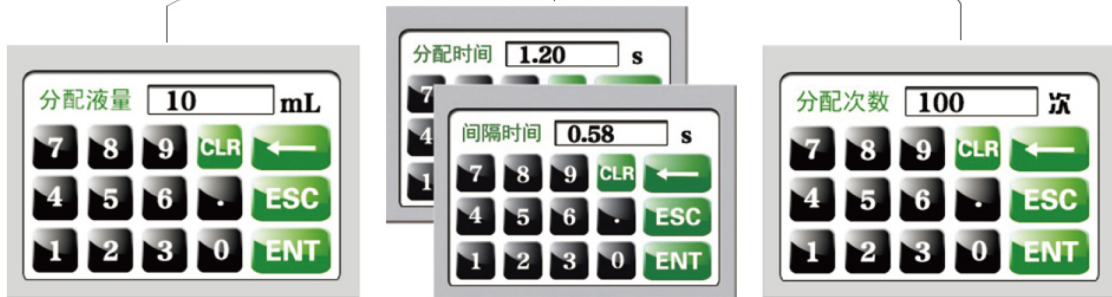 分配液量 10 mL
7 8 9 CLR
4 5 6 . ESC
1 2 3 0 ENT
分配时间 1.20 s
7
4
1
间隔时间 0.58 s
7 8 9 CLR
4 5 6 . ESC
1 2 3 0 ENT
分配次数 100 次
7 8 9 CLR
4 5 6 . ESC
1 2 3 0 ENT